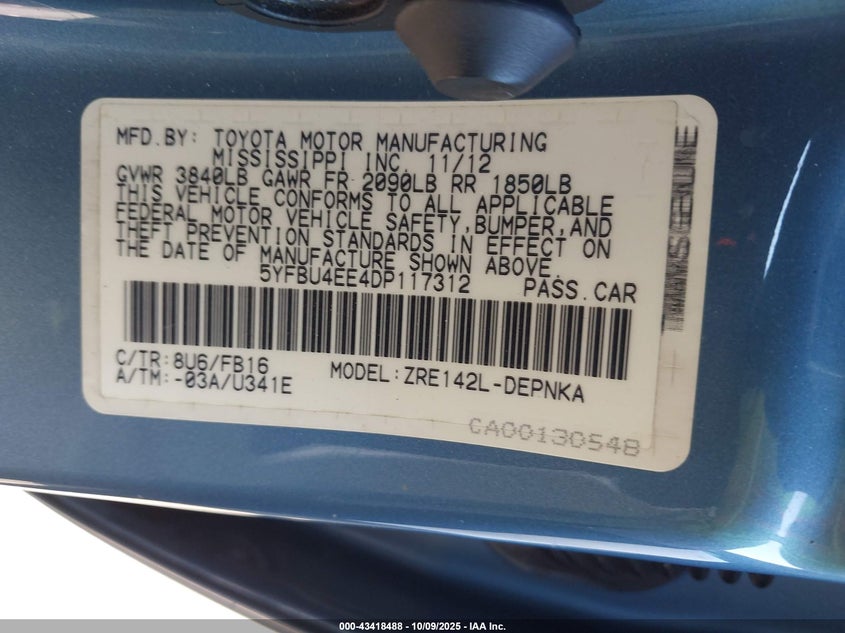 MFD.BY: TOYOTA MOTOR MANUFACTURING
MISSISSIPPI INC. 11/12
GVWR 3840LB GAWR FR 2090LB RR 1850LB
THIS VEHICLE CONFORMS TO ALL APPLICABLE
FEDERAL MOTOR VEHICLE SAFETY,BUMPER,AND
THEFT PREVENTION STANDARDS IN EFFECT ON
THE DATE OF MANUFACTURE SHOWN ABOVE.
5YFBU4EE4DP117312 PASS.CAR
C/TR:8U6/FB16
A/TM:-03A/U341E MODEL:ZRE142L-DEPNKA
CA00130548
GENUINE
000-43418488 - 10/09/2025 - IAA Inc.